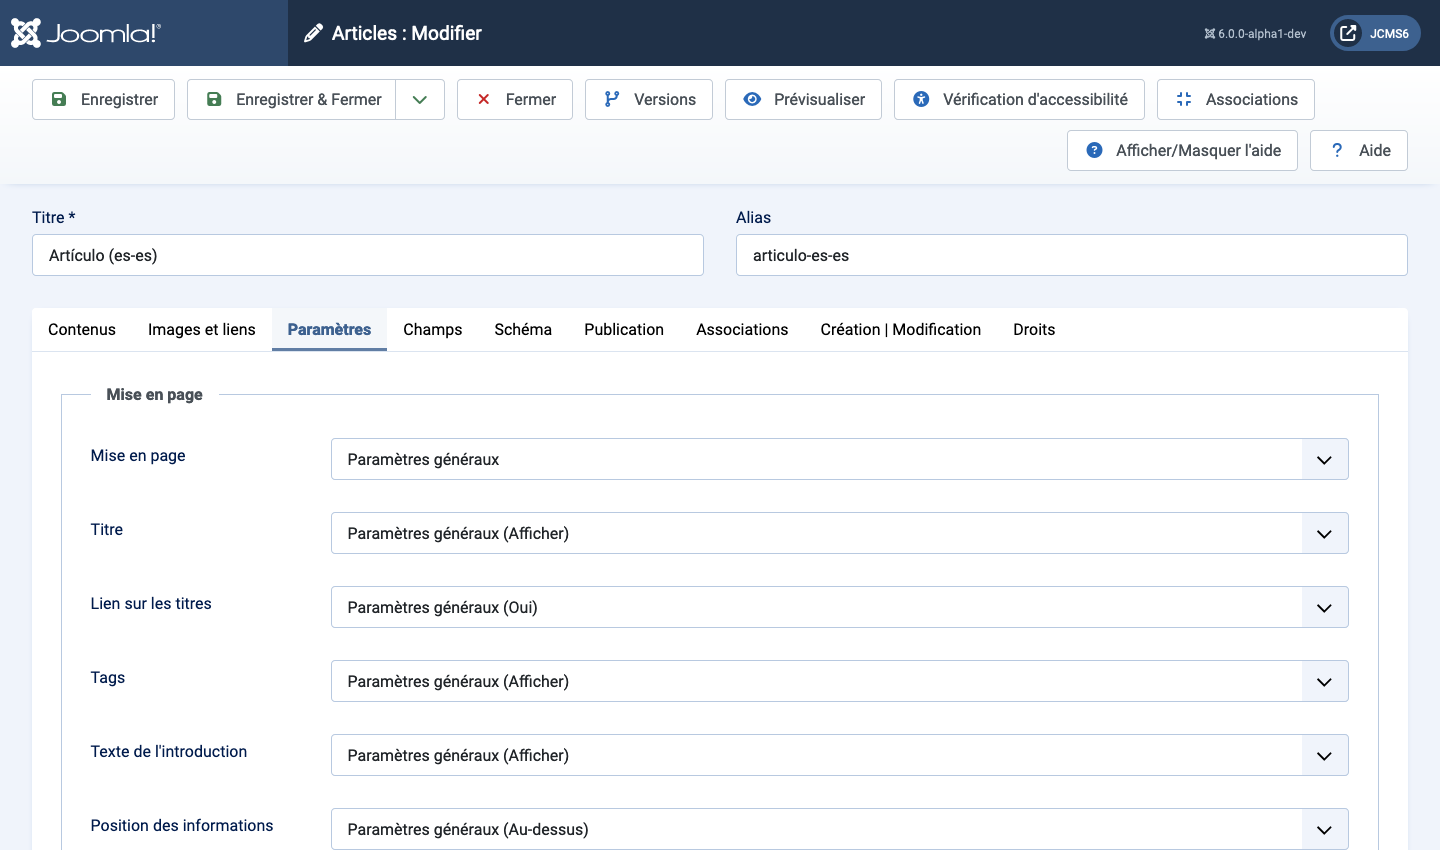 Joomla!®
Articles : Modifier
6.0.0-alpha1-dev
JCMS6
Enregistrer
Enregistrer & Fermer
Fermer
Versions
Prévisualiser
Vérification d'accessibilité
Associations
Afficher/Masquer l'aide
Aide
Titre *
Alias
Artículo (es-es)
articulo-es-es
Contenus
Images et liens
Paramètres
Champs
Schéma
Publication
Associations
Création | Modification
Droits
Mise en page
Mise en page
Paramètres généraux
Titre
Paramètres généraux (Afficher)
Lien sur les titres
Paramètres généraux (Oui)
Tags
Paramètres généraux (Afficher)
Texte de l'introduction
Paramètres généraux (Afficher)
Position des informations
Paramètres généraux (Au-dessus)